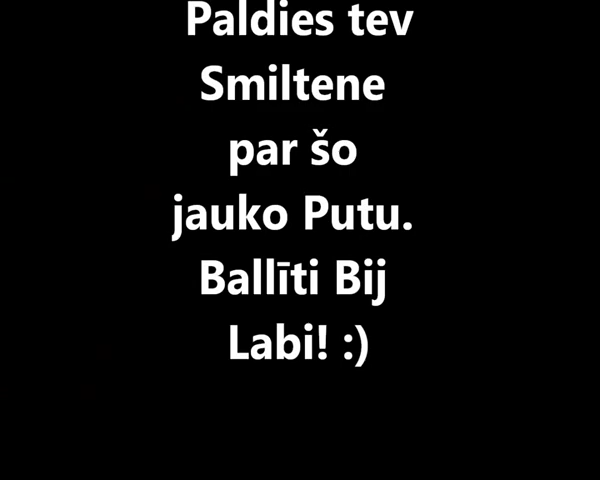 Paldies tev
Smiltene
par šo
jauko Putu.
Ballīti Bij
Labi! :)